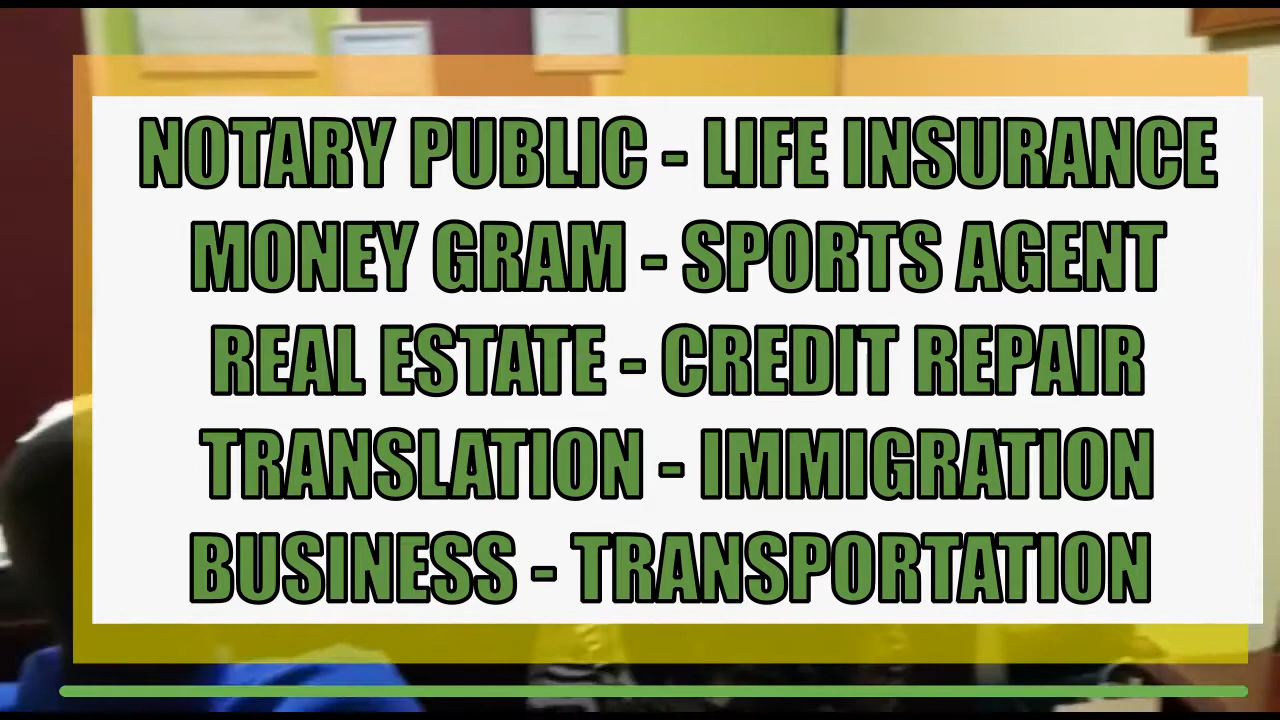 NOTARY PUBLIC - LIFE INSURANCE
MONEY GRAM - SPORTS AGENT
REAL ESTATE - CREDIT REPAIR
TRANSLATION - IMMIGRATION
BUSINESS - TRANSPORTATION